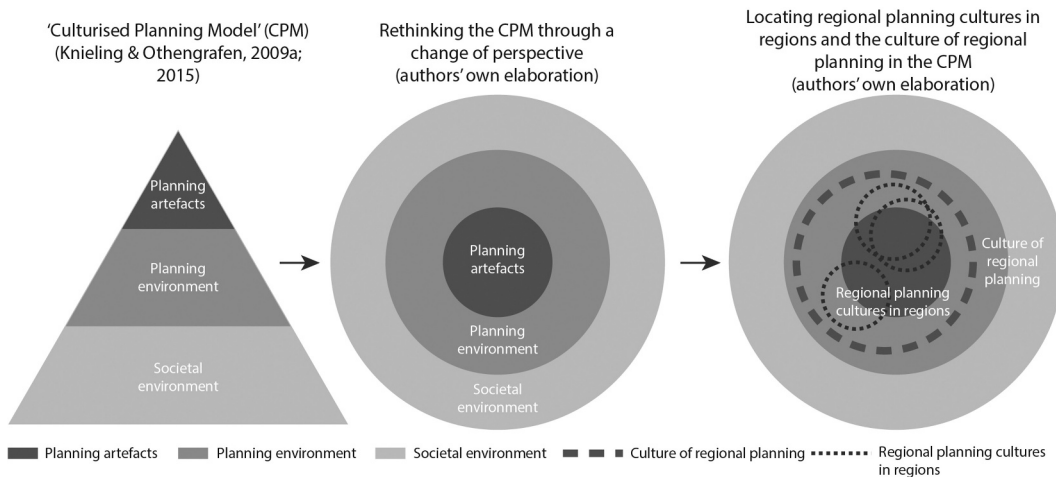 ‘Culturised Planning Model’ (CPM)
(Knieling & Othengrafen, 2009a;
2015)
Rethinking the CPM through a
change of perspective
(authors’ own elaboration)
Locating regional planning cultures in
regions and the culture of regional
planning in the CPM
(authors’ own elaboration)
Planning
artefacts
Planning
environment
Societal
environment
Planning
artefacts
Planning
environment
Societal
environment
Culture of
regional
planning
Regional planning
cultures in regions
Planning artefacts
Planning environment
Societal environment
Culture of regional planning
Regional planning cultures
in regions